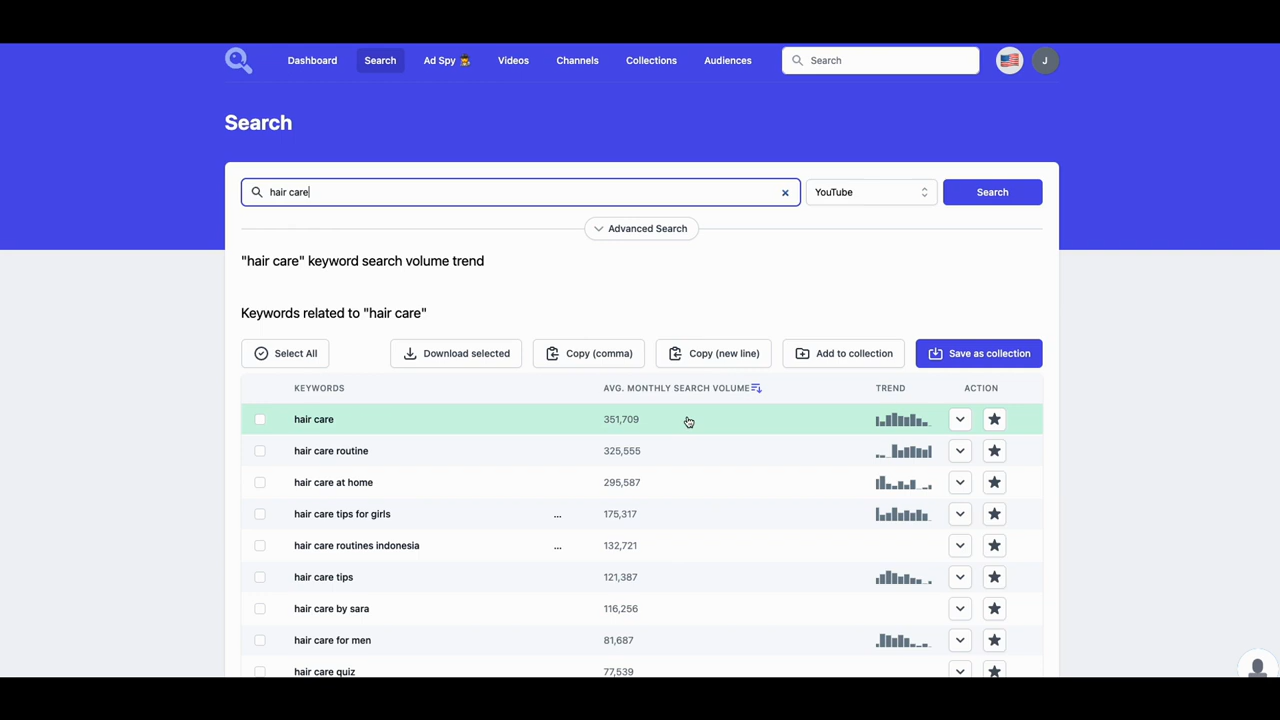 Dashboard Search Ad Spy Videos Channels Collections Audiences Search J
Search
hair care YouTube Search
Advanced Search
"hair care" keyword search volume trend
Keywords related to "hair care"
Select All Download selected Copy (comma) Copy (new line) Add to collection Save as collection
KEYWORDS AVG. MONTHLY SEARCH VOLUME TREND ACTION
hair care 351,709
hair care routine 325,555
hair care at home 295,587
hair care tips for girls ... 175,317
hair care routines indonesia ... 132,721
hair care tips 121,387
hair care by sara 116,256
hair care for men 81,687
hair care quiz 77,539